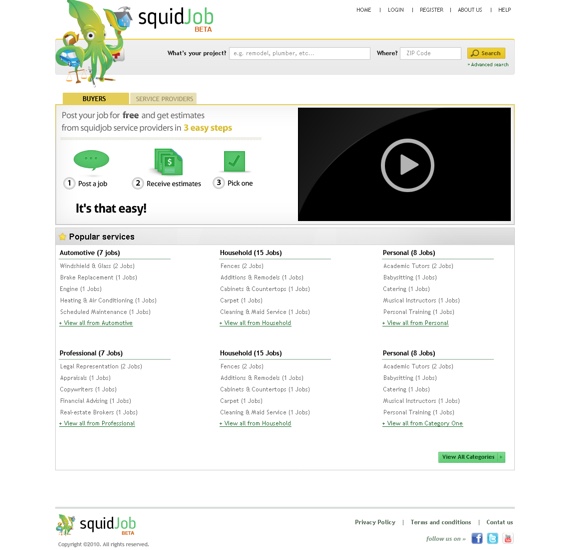 squidJob
BETA
HOME | LOGIN | REGISTER | ABOUT US | HELP
What's your project? e.g. remodel, plumber, etc... Where? ZIP Code Search
+ Advanced search
BUYERS SERVICE PROVIDERS
Post your job for free and get estimates
from squidjob service providers in 3 easy steps
1 Post a job 2 Receive estimates 3 Pick one
It's that easy!
Popular services
Automotive (7 jobs)
Windshield & Glass (2 Jobs)
Brake Replacement (1 Jobs)
Engine (1 Jobs)
Heating & Air Conditioning (1 Jobs)
Scheduled Maintenance (1 Jobs)
+ View all from Automotive
Household (15 Jobs)
Fences (2 Jobs)
Additions & Remodels (1 Jobs)
Cabinets & Countertops (1 Jobs)
Carpet (1 Jobs)
Cleaning & Maid Service (1 Jobs)
+ View all from Household
Personal (8 Jobs)
Academic Tutors (2 Jobs)
Babysitting (1 Jobs)
Catering (1 Jobs)
Musical Instructors (1 Jobs)
Personal Training (1 Jobs)
+ View all from Personal
Professional (7 Jobs)
Legal Representation (2 Jobs)
Appraisals (1 Jobs)
Copywriters (1 Jobs)
Financial Advising (1 Jobs)
Real-estate Brokers (1 Jobs)
+ View all from Professional
Household (15 Jobs)
Fences (2 Jobs)
Additions & Remodels (1 Jobs)
Cabinets & Countertops (1 Jobs)
Carpet (1 Jobs)
Cleaning & Maid Service (1 Jobs)
+ View all from Household
Personal (8 Jobs)
Academic Tutors (2 Jobs)
Babysitting (1 Jobs)
Catering (1 Jobs)
Musical Instructors (1 Jobs)
Personal Training (1 Jobs)
+ View all from Category One
View All Categories
squidJob
BETA
Copyright ©2010. All rights reserved.
Privacy Policy | Terms and conditions | Contat us
follow us on »